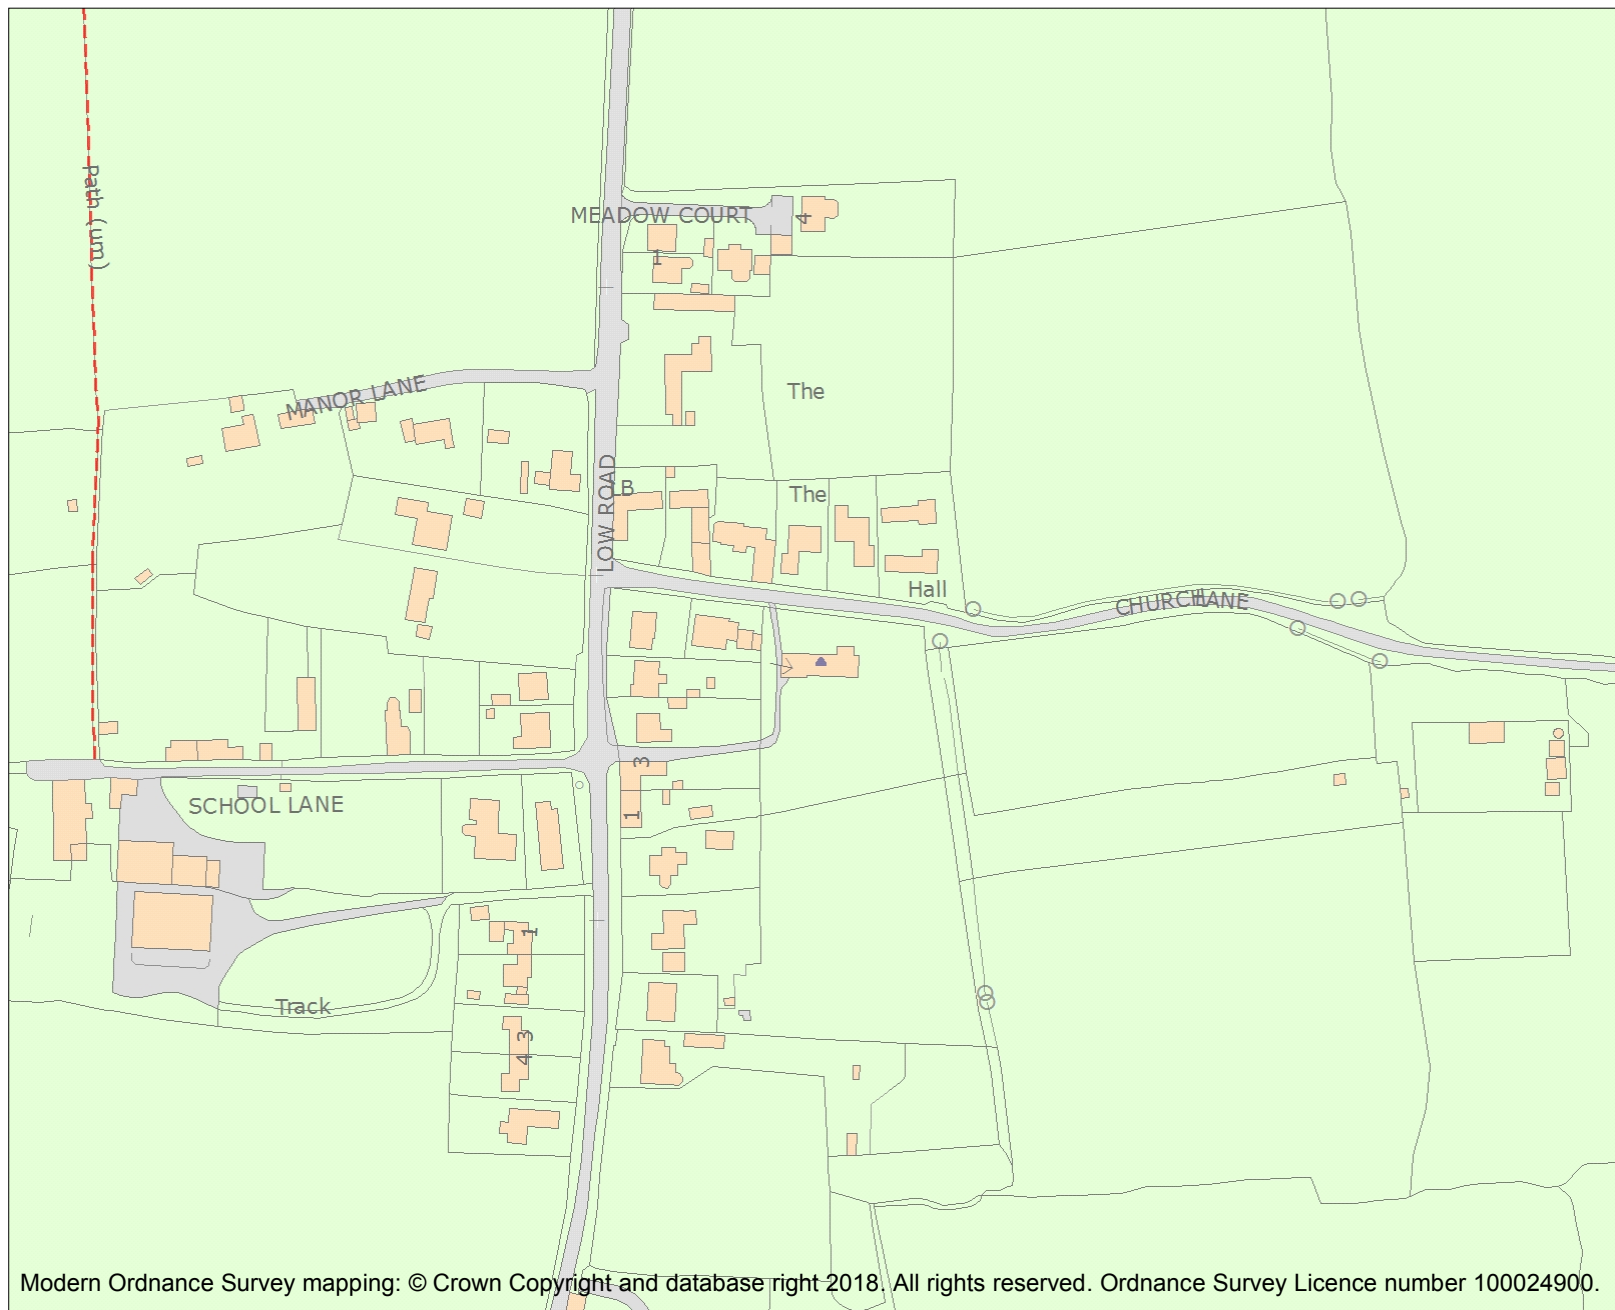 Path (um)
MEADOW COURT
4
1
MANOR LANE
The
LOW ROAD
LB
The
Hall
CHURCH LANE
3
1
SCHOOL LANE
1
Track
3
4
Modern Ordnance Survey mapping: © Crown Copyright and database right 2018. All rights reserved. Ordnance Survey Licence number 100024900.